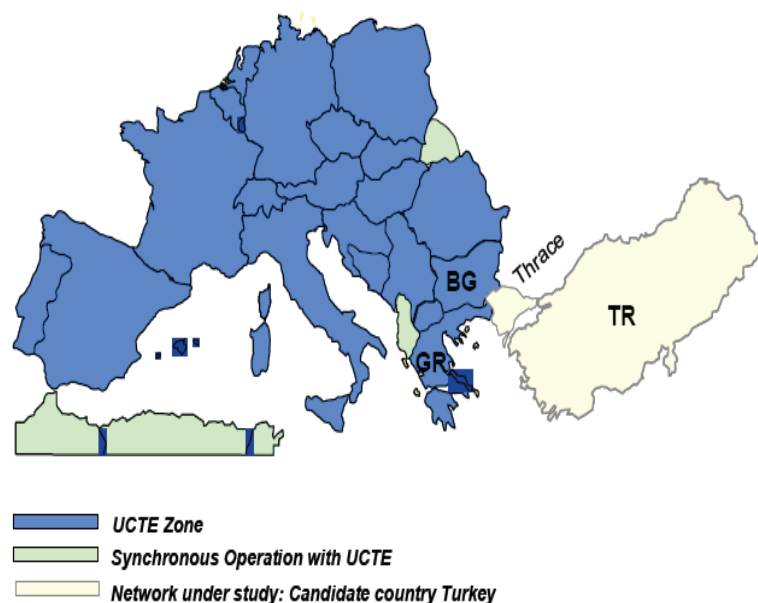 Thrace
BG
TR
GR
UCTE Zone
Synchronous Operation with UCTE
Network under study: Candidate country Turkey